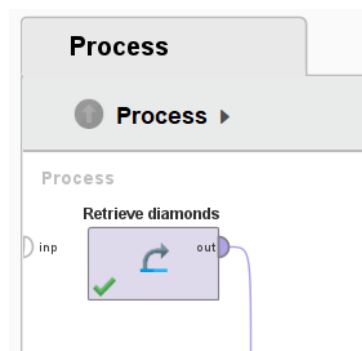 Process
Process
Process
Retrieve diamonds
inp
out